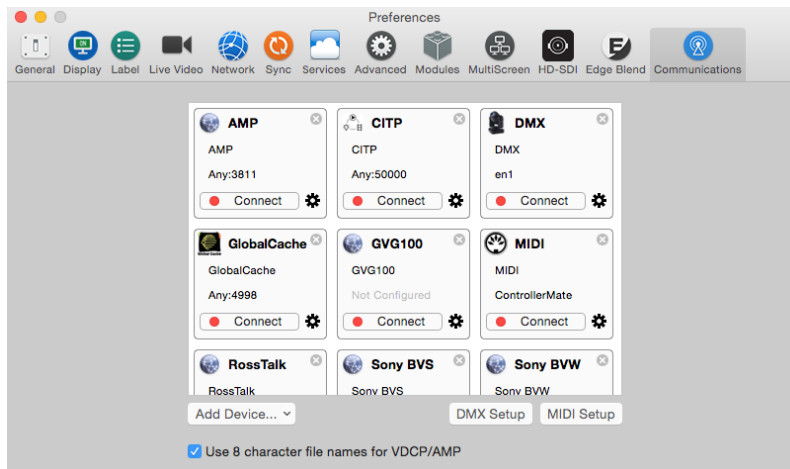 Preferences
General Display Label Live Video Network Sync Services Advanced Modules MultiScreen HD-SDI Edge Blend Communications
AMP CITP DMX
AMP CITP DMX
Any:3811 Any:50000 en1
Connect Connect Connect
GlobalCache GVG100 MIDI
GlobalCache GVG100 MIDI
Any:4998 Not Configured ControllerMate
Connect Connect Connect
RossTalk Sony BVS Sony BVW
RossTalk Sony BVS Sony BVW
Add Device... DMX Setup MIDI Setup
Use 8 character file names for VDCP/AMP